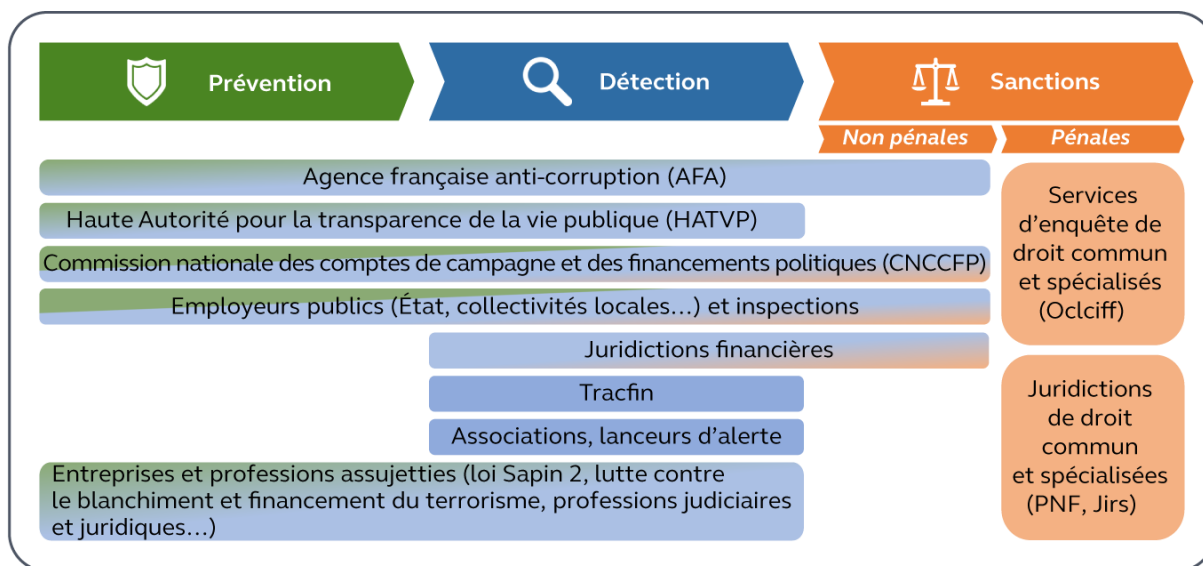 Prévention
Détection
Sanctions
Non pénales
Pénales
Agence française anti-corruption (AFA)
Haute Autorité pour la transparence de la vie publique (HATVP)
Commission nationale des comptes de campagne et des financements politiques (CNCCFP)
Employeurs publics (État, collectivités locales…) et inspections
Juridictions financières
Tracfin
Associations, lanceurs d'alerte
Entreprises et professions assujetties (loi Sapin 2, lutte contre
le blanchiment et financement du terrorisme, professions judiciaires
et juridiques…)
Services
d'enquête de
droit commun
et spécialisés
(Oclciff)
Juridictions
de droit
commun
et spécialisées
(PNF, Jirs)